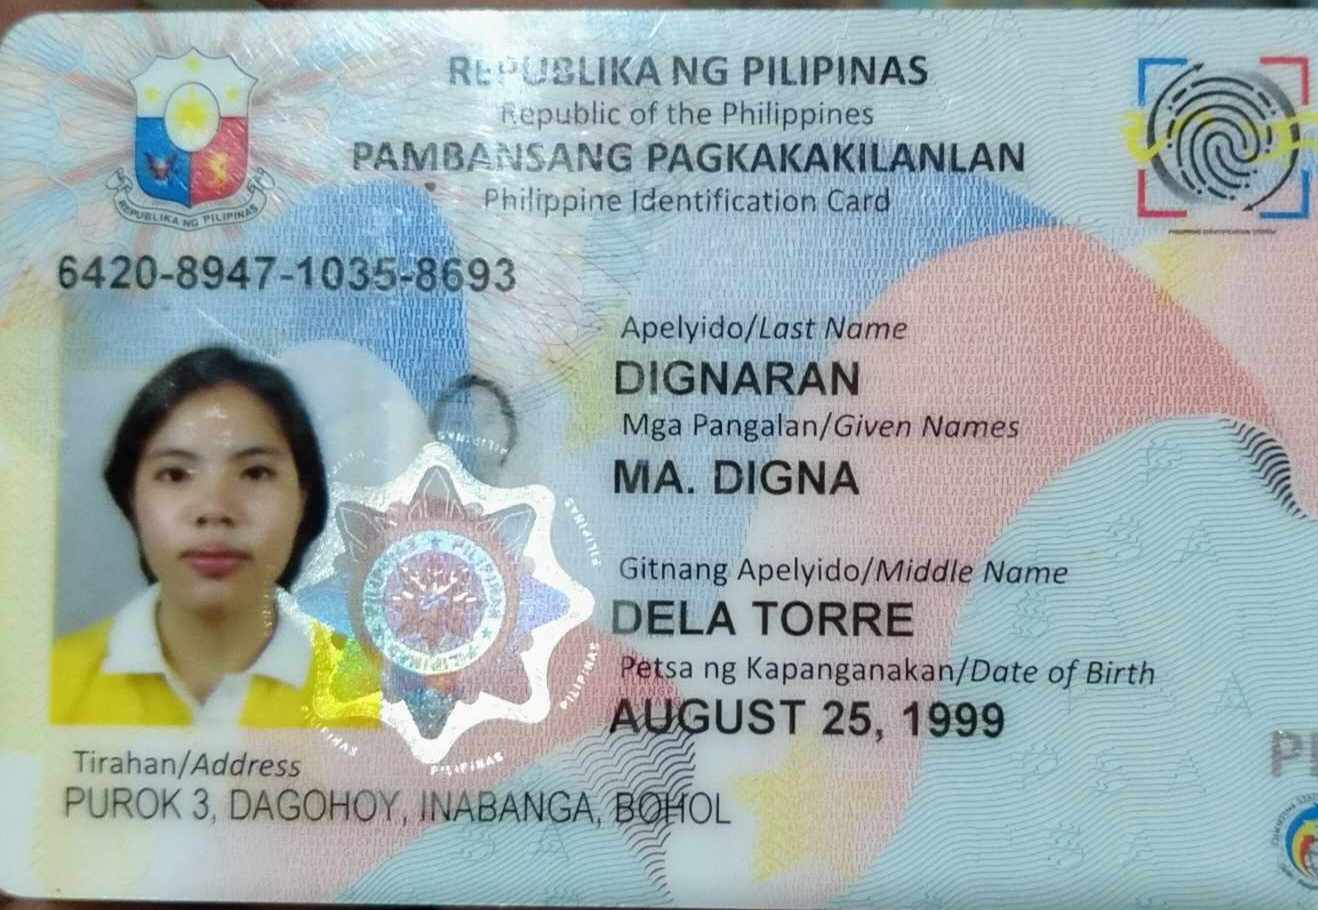 REPUBLIKA NG PILIPINAS
Republic of the Philippines
PAMBANSANG PAGKAKAKILANLAN
Philippine Identification Card
REPUBLIKA NG PILIPINAS
6420-8947-1035-8693
Apelyido/Last Name
DIGNARAN
Mga Pangalan/Given Names
MA. DIGNA
Gitnang Apelyido/Middle Name
DELA TORRE
Petsa ng Kapanganakan/Date of Birth
AUGUST 25, 1999
PILIPINAS
PILIPINAS
PILIPINAS
Tirahan/Address
PUROK 3, DAGOHOY, INABANGA, BOHOL